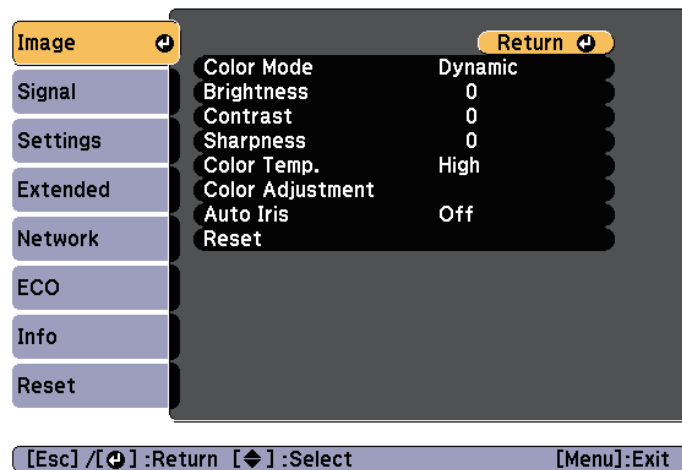 Image
Signal
Settings
Extended
Network
ECO
Info
Reset
Return
Color Mode Dynamic
Brightness 0
Contrast 0
Sharpness 0
Color Temp. High
Color Adjustment
Auto Iris Off
Reset
[Esc] /[ ] :Return [ ] :Select [Menu]:Exit